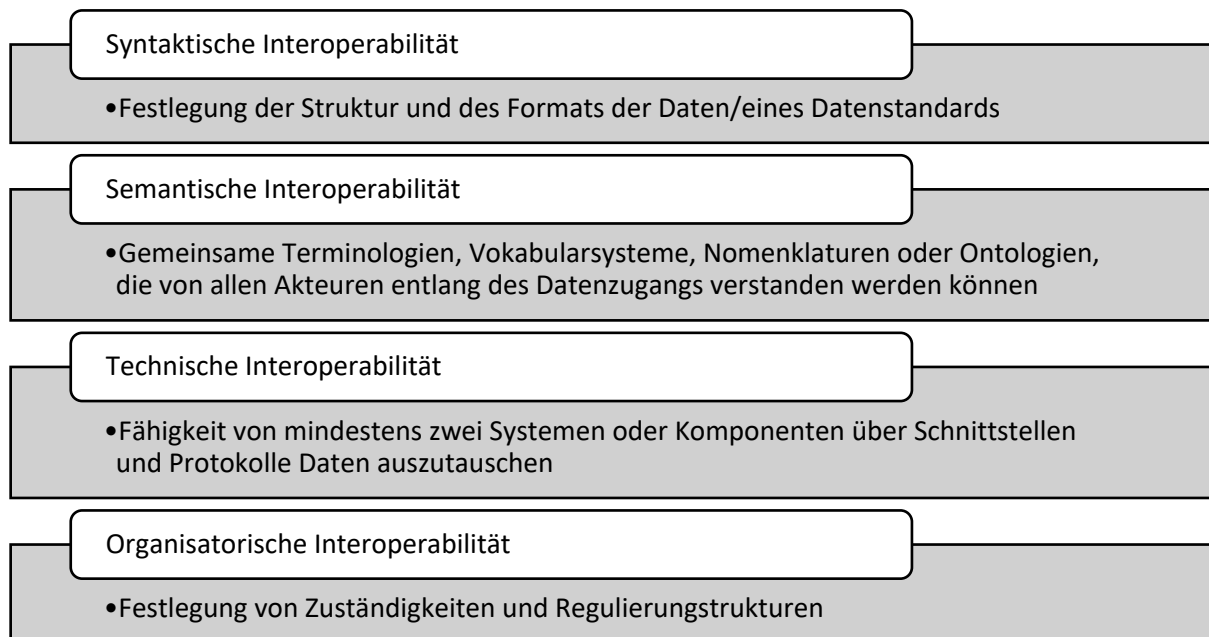 Syntaktische Interoperabilität
•Festlegung der Struktur und des Formats der Daten/eines Datenstandards
Semantische Interoperabilität
•Gemeinsame Terminologien, Vokabularsysteme, Nomenklaturen oder Ontologien,
die von allen Akteuren entlang des Datenzugangs verstanden werden können
Technische Interoperabilität
•Fähigkeit von mindestens zwei Systemen oder Komponenten über Schnittstellen
und Protokolle Daten auszutauschen
Organisatorische Interoperabilität
•Festlegung von Zuständigkeiten und Regulierungstrukturen